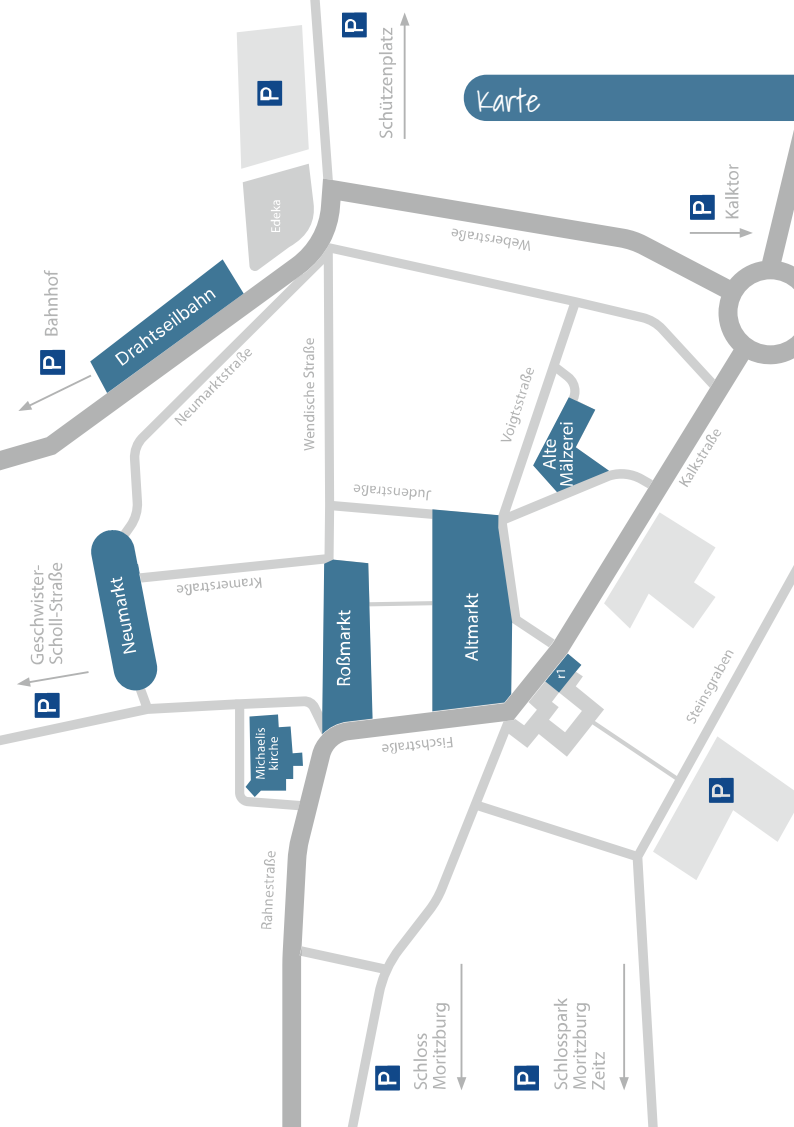 Karte
P
Schützenplatz
P
Edeka
P
Kalktor
Weberstraße
P
Bahnhof
Drahtseilbahn
Neumarktstraße
Wendische Straße
Voigtsstraße
Alte
Mälzerei
Kalkstraße
Judenstraße
Geschwister-
Scholl-Straße
P
Neumarkt
Kramerstraße
Roßmarkt
Altmarkt
r1
Steinsgraben
Michaelis
kirche
Fischstraße
P
Rahnestraße
P
Schloss
Moritzburg
P
Schlosspark
Moritzburg
Zeitz